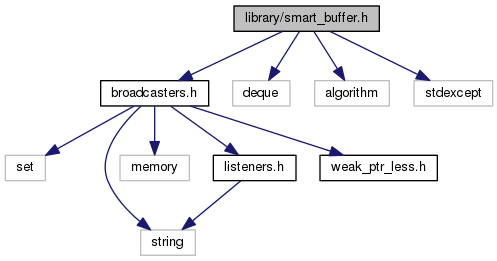 library/smart_buffer.h
broadcasters.h
deque
algorithm
stdexcept
set
memory
listeners.h
weak_ptr_less.h
string